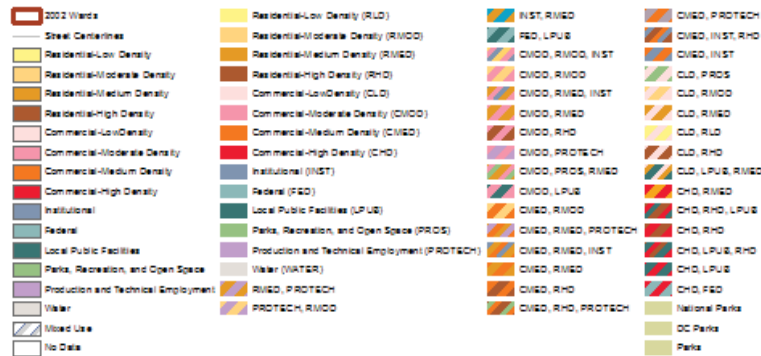 2002 Wards
Street Centerlines
Residential-Low Density
Residential-Moderate Density
Residential-Medium Density
Residential-High Density
Commercial-LowDensity
Commercial-Moderate Density
Commercial-Medium Density
Commercial-High Density
Institutional
Federal
Local Public Facilities
Parks, Recreation, and Open Space
Production and Technical Employment
Water
Mixed Use
No Data
Residential-Low Density (RLD)
Residential-Moderate Density (RMOD)
Residential-Medium Density (RMED)
Residential-High Density (RHD)
Commercial-LowDensity (CLD)
Commercial-Moderate Density (CMOD)
Commercial-Medium Density (CMED)
Commercial-High Density (CHD)
Institutional (INST)
Federal (FED)
Local Public Facilities (LPUB)
Parks, Recreation, and Open Space (PROS)
Production and Technical Employment (PROTECH)
Water (WATER)
RMED, PROTECH
PROTECH, RMOD
INST, RMED
FED, LPUB
CMOD, RMOD, INST
CMOD, RMOD
CMOD, RMED, INST
CMOD, RMED
CMOD, RHD
CMOD, PROTECH
CMOD, PROS, RMED
CMOD, LPUB
CMED, RMOD
CMED, RMED, PROTECH
CMED, RMED, INST
CMED, RMED
CMED, RHD
CMED, RHD, PROTECH
CMED, PROTECH
CMED, INST, RHD
CMED, INST
CLD, PROS
CLD, RMOD
CLD, RMED
CLD, RLD
CLD, RHD
CLD, LPUB, RMED
CHD, RMED
CHD, RHD, LPUB
CHD, RHD
CHD, LPUB, RHD
CHD, LPUB
CHD, FED
National Parks
DC Parks
Parks